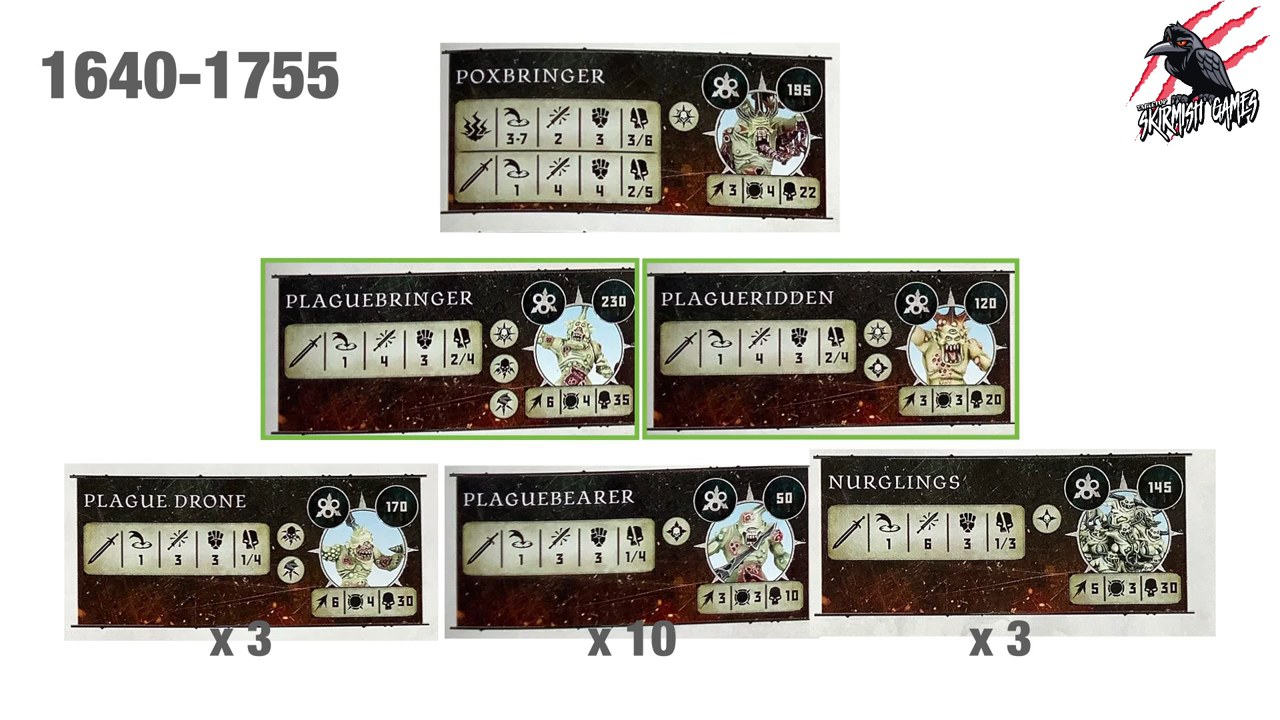 1640-1755
TABLETOP
SKIRMISH GAMES
POXBRINGER
195
3-7 2 3 3/6
1 4 4 2/5
3 4 22
PLAGUEBRINGER
230
1 4 3 2/4
6 4 35
PLAGUERIDDEN
120
1 4 3 2/4
3 3 20
PLAGUE DRONE
170
1 3 3 1/4
6 4 30
x 3
PLAGUEBEARER
50
1 3 3 1/4
3 3 10
x 10
NURGLINGS
145
1 6 3 1/3
5 3 30
x 3